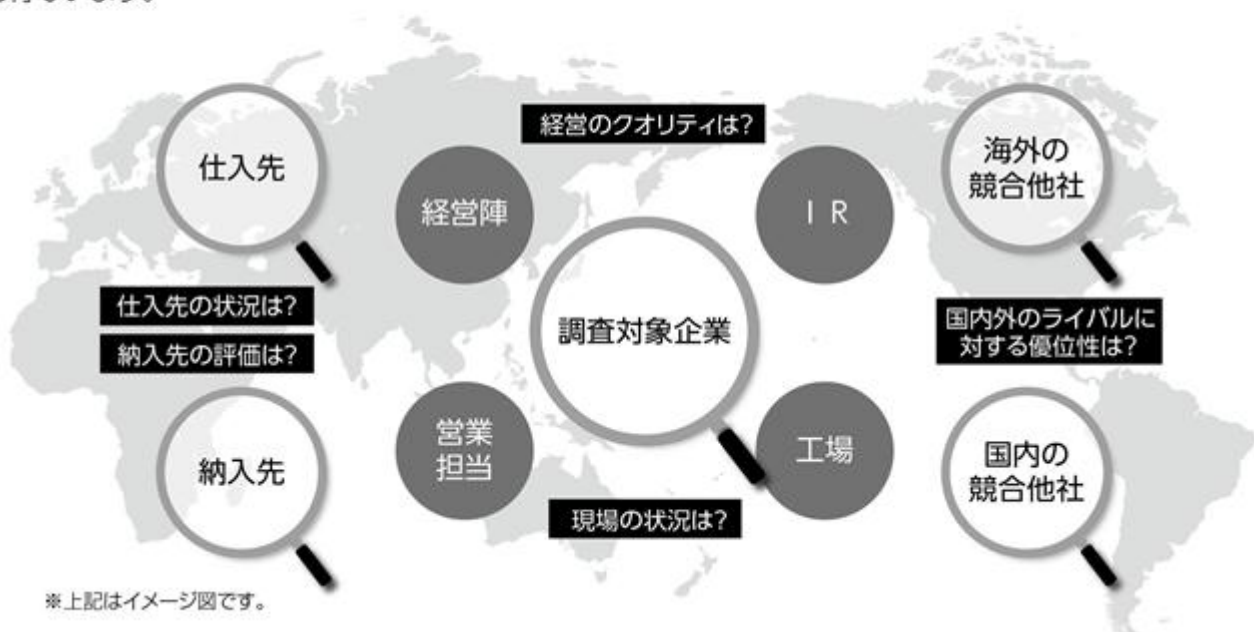 経営のクオリティは?
仕入先
経営陣
IR
海外の
競合他社
調査対象企業
仕入先の状況は?
納入先の評価は?
国内外のライバルに
対する優位性は?
納入先
営業
担当
工場
国内の
競合他社
現場の状況は?
※上記はイメージ図です。